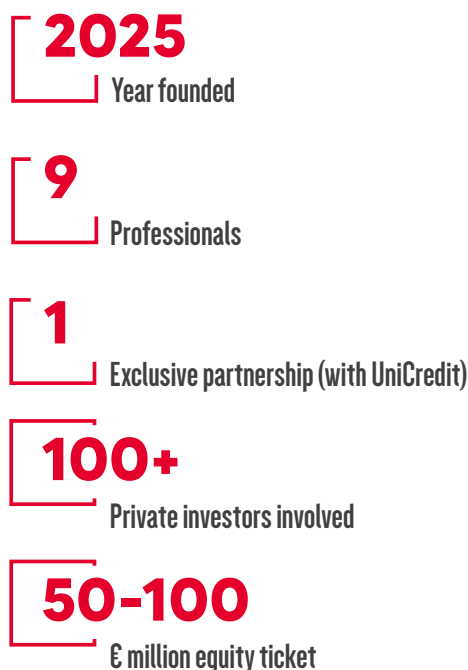 2025
Year founded
9
Professionals
1
Exclusive partnership (with UniCredit)
100+
Private investors involved
50-100
€ million equity ticket